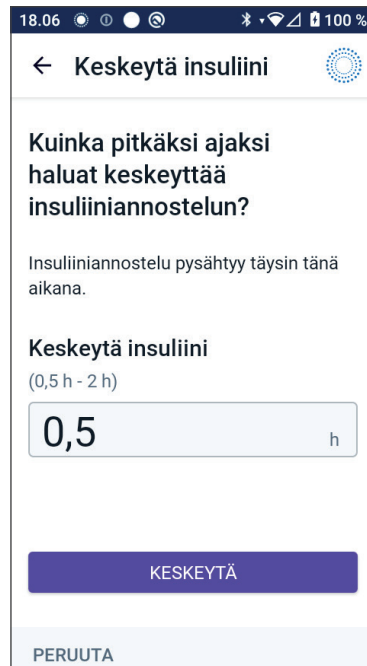 18.06 100 %
Keskeytä insuliini
Kuinka pitkäksi ajaksi
haluat keskeyttää
insuliiniannostelun?
Insuliiniannostelu pysähtyy täysin tänä
aikana.
Keskeytä insuliini
(0,5 h - 2 h)
0,5 h
KESKEYTÄ
PERUUTA